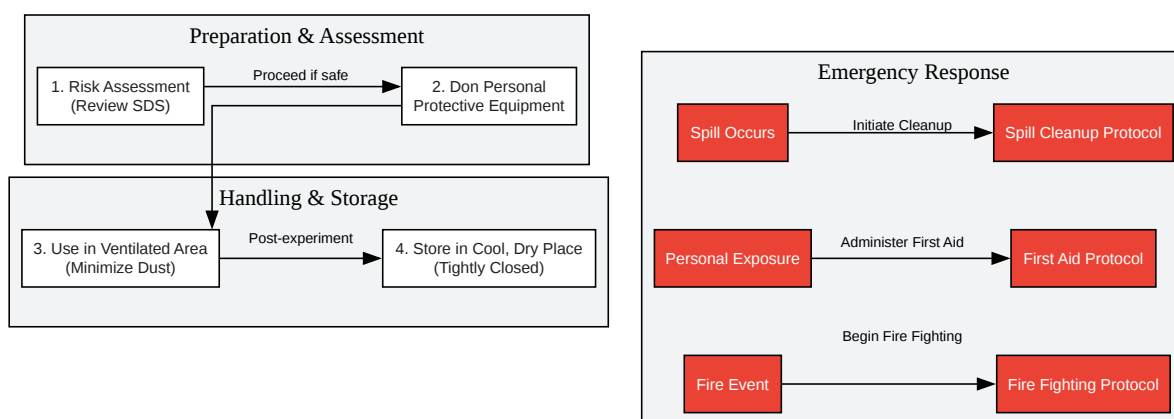 Preparation & Assessment
1. Risk Assessment
(Review SDS)
Proceed if safe
2. Don Personal
Protective Equipment
Handling & Storage
3. Use in Ventilated Area
(Minimize Dust)
Post-experiment
4. Store in Cool, Dry Place
(Tightly Closed)
Emergency Response
Spill Occurs
Initiate Cleanup
Spill Cleanup Protocol
Personal Exposure
Administer First Aid
First Aid Protocol
Fire Event
Begin Fire Fighting
Fire Fighting Protocol